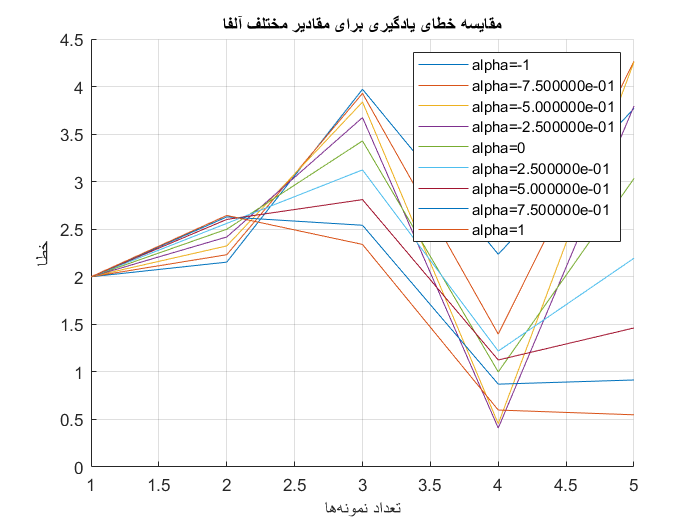 مقایسه خطای یادگیری برای مقادیر مختلف آلفا
4.5
4
3.5
3
2.5
2
1.5
1
0.5
0
خطا
alpha=-1
alpha=-7.500000e-01
alpha=-5.000000e-01
alpha=-2.500000e-01
alpha=0
alpha=2.500000e-01
alpha=5.000000e-01
alpha=7.500000e-01
alpha=1
1 1.5 2 2.5 3 3.5 4 4.5 5
تعداد نمونه‌ها